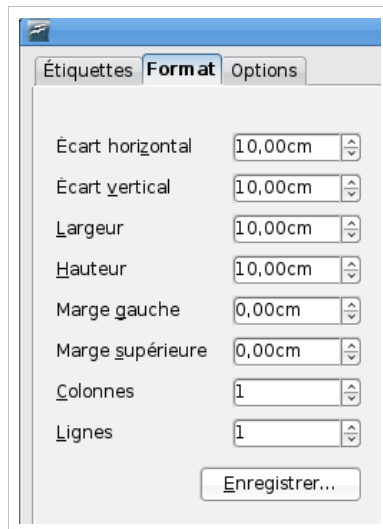 Étiquettes Format Options
Écart horizontal 10,00cm
Écart vertical 10,00cm
Largeur 10,00cm
Hauteur 10,00cm
Marge gauche 0,00cm
Marge supérieure 0,00cm
Colonnes 1
Lignes 1
Enregistrer...